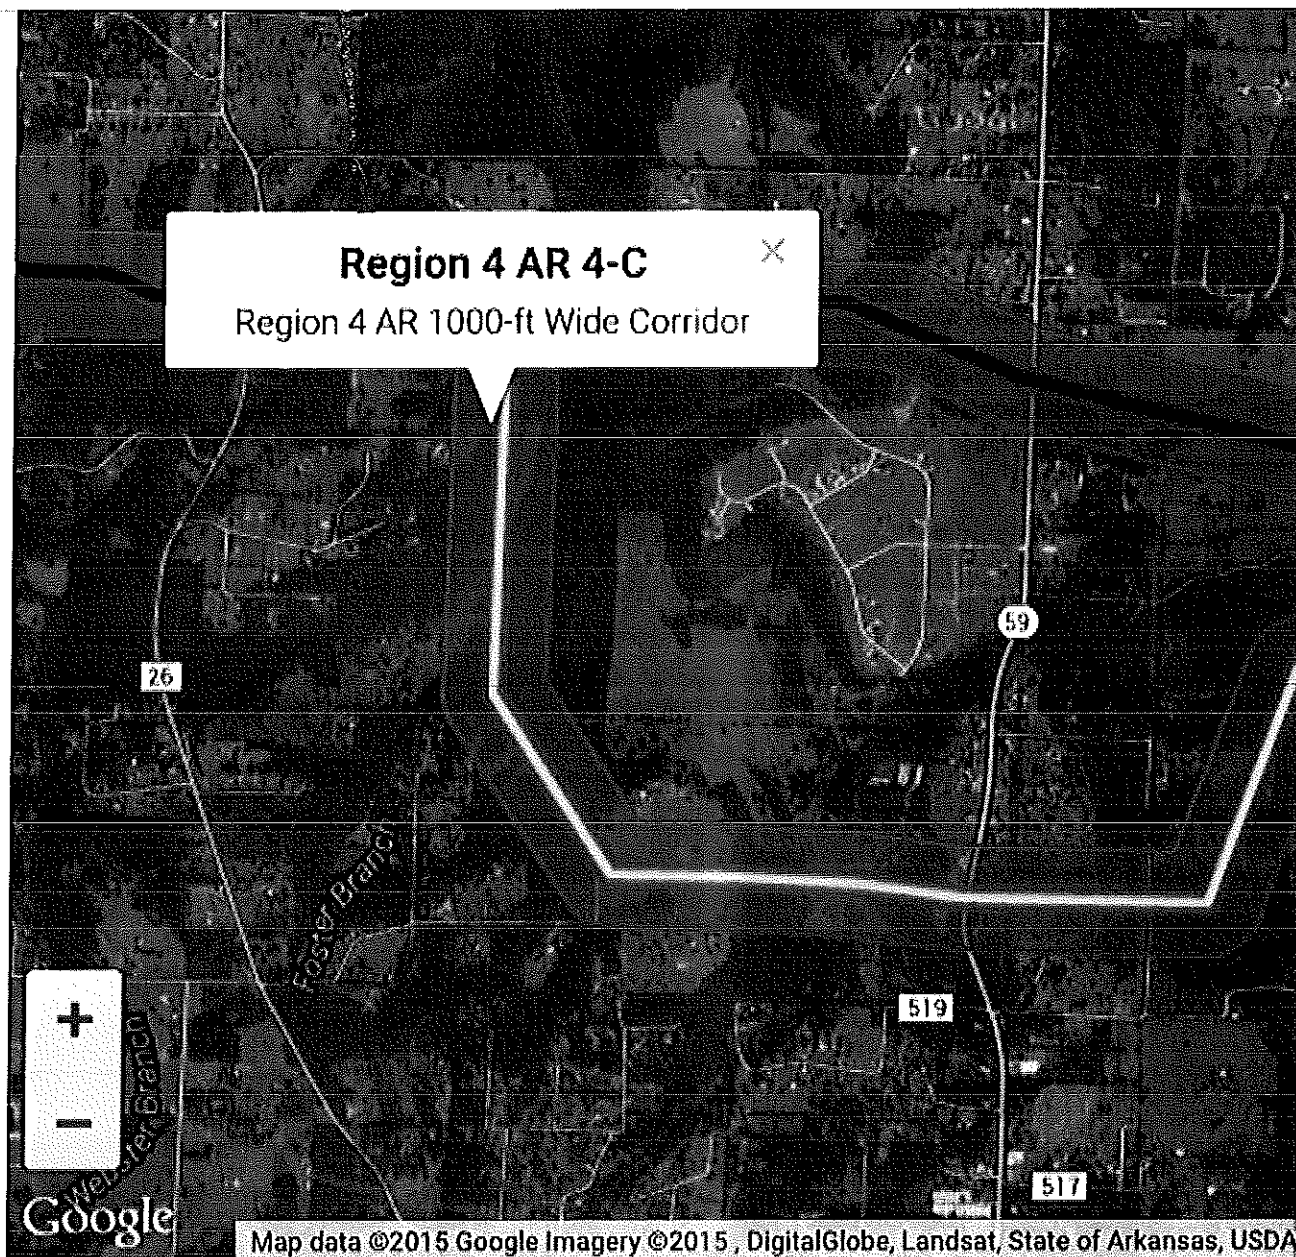 Region 4 AR 4-C
×
Region 4 AR 1000-ft Wide Corridor
59
26
Foster Branch
519
+
Webster Branch
−
517
Google
Map data ©2015 Google Imagery ©2015 , DigitalGlobe, Landsat, State of Arkansas, USDA